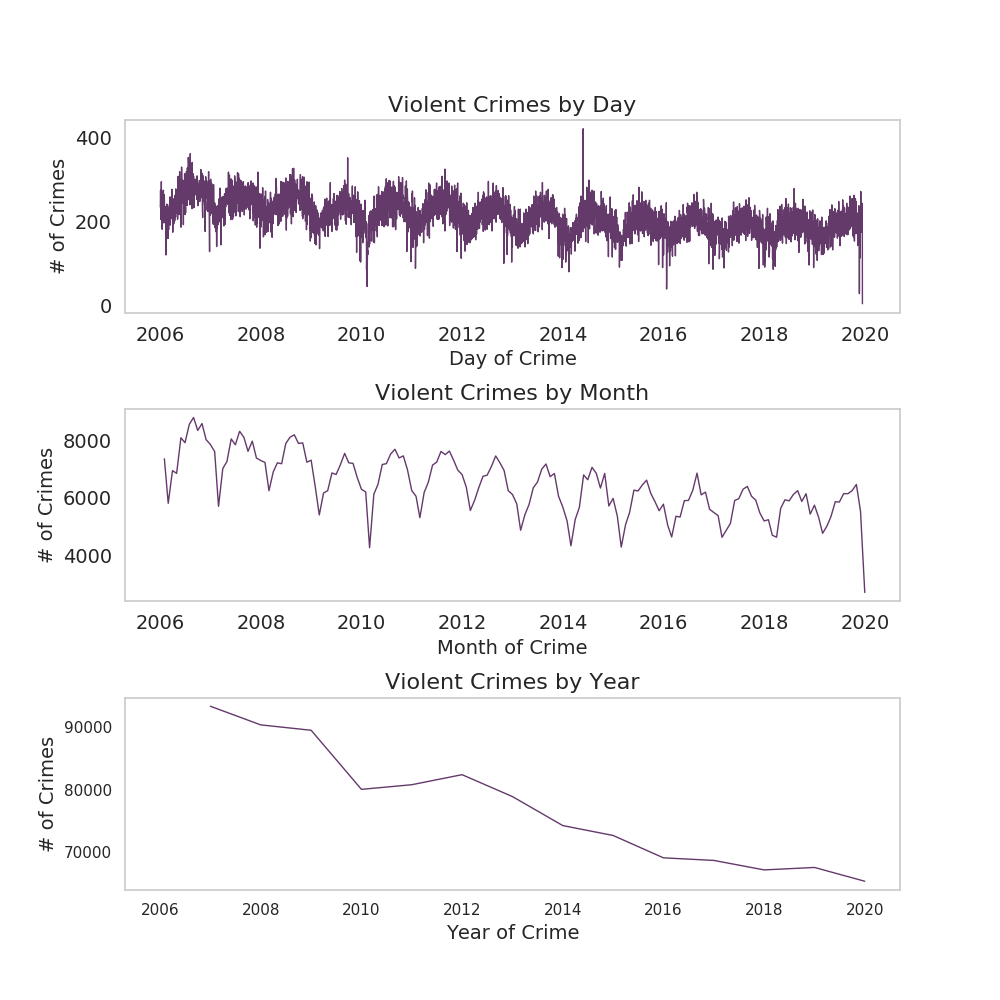 Violent Crimes by Day
400
200
0
# of Crimes
2006 2008 2010 2012 2014 2016 2018 2020
Day of Crime
Violent Crimes by Month
8000
6000
4000
# of Crimes
2006 2008 2010 2012 2014 2016 2018 2020
Month of Crime
Violent Crimes by Year
90000
80000
70000
# of Crimes
2006 2008 2010 2012 2014 2016 2018 2020
Year of Crime